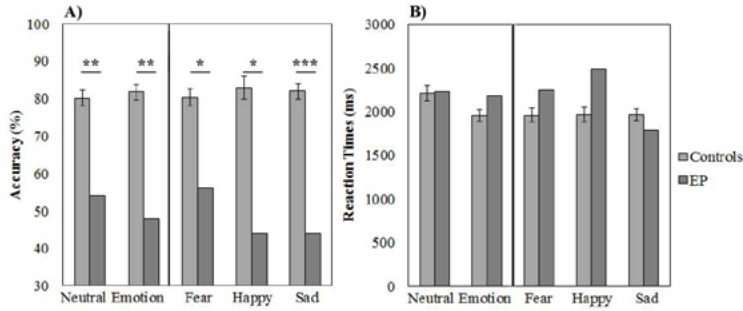 A)
Accuracy (%)
100
90
80
70
60
50
40
30
** ** * * ***
Neutral Emotion Fear Happy Sad
B)
Reaction Times (ms)
3000
2500
2000
1500
1000
500
0
Neutral Emotion Fear Happy Sad
Controls
EP